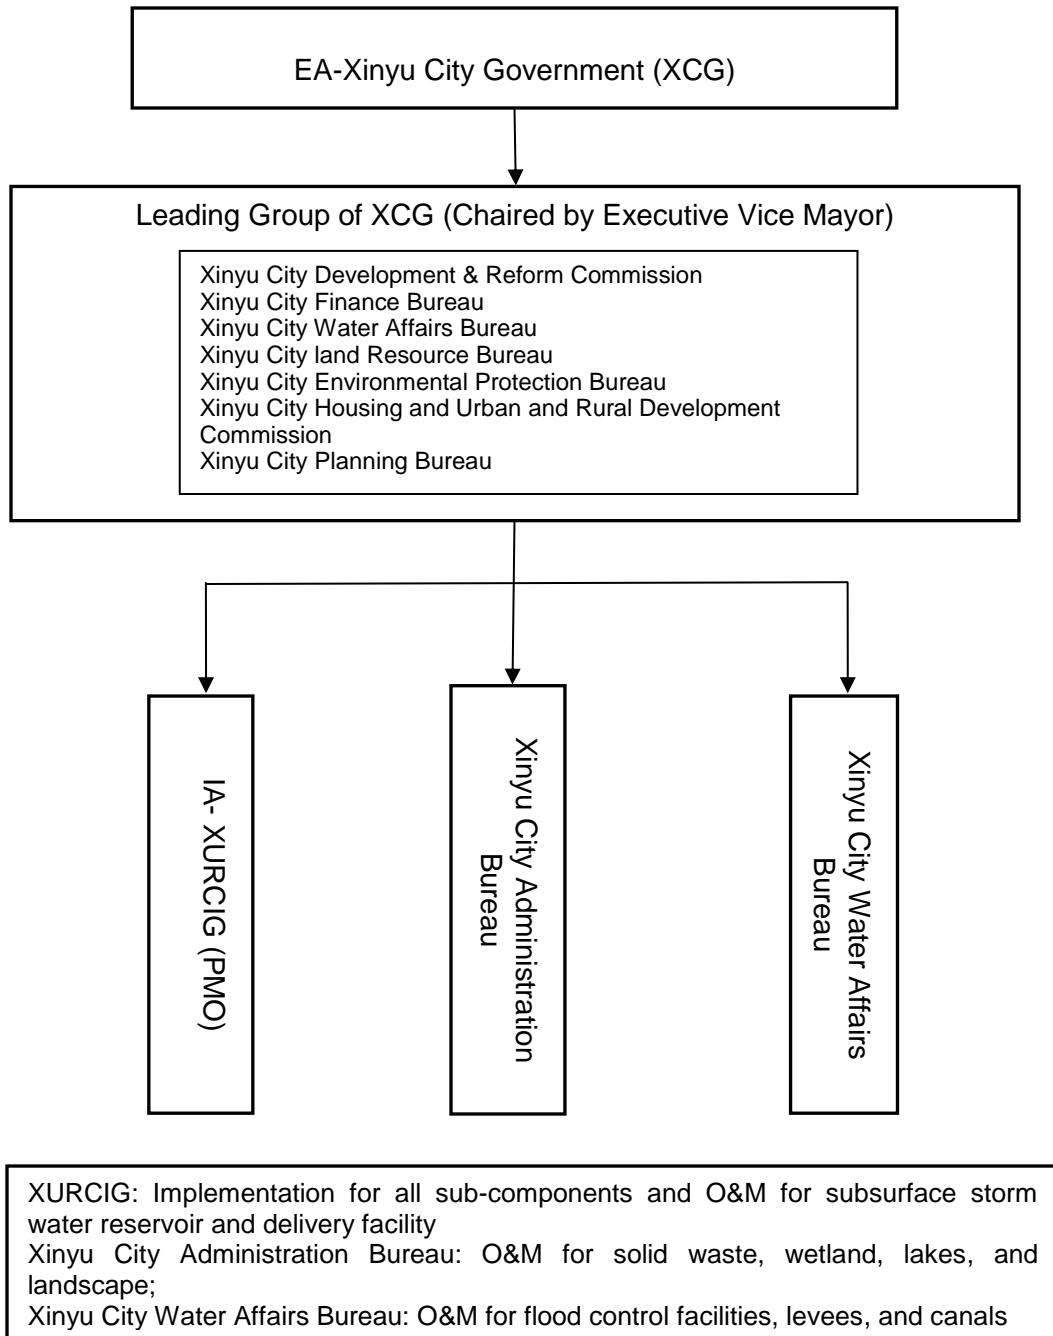 EA-Xinyu City Government (XCG)
Leading Group of XCG (Chaired by Executive Vice Mayor)
Xinyu City Development & Reform Commission
Xinyu City Finance Bureau
Xinyu City Water Affairs Bureau
Xinyu City land Resource Bureau
Xinyu City Environmental Protection Bureau
Xinyu City Housing and Urban and Rural Development
Commission
Xinyu City Planning Bureau
IA- XURCIG (PMO)
Xinyu City Administration
Bureau
Xinyu City Water Affairs
Bureau
XURCIG: Implementation for all sub-components and O&M for subsurface storm
water reservoir and delivery facility
Xinyu City Administration Bureau: O&M for solid waste, wetland, lakes, and
landscape;
Xinyu City Water Affairs Bureau: O&M for flood control facilities, levees, and canals